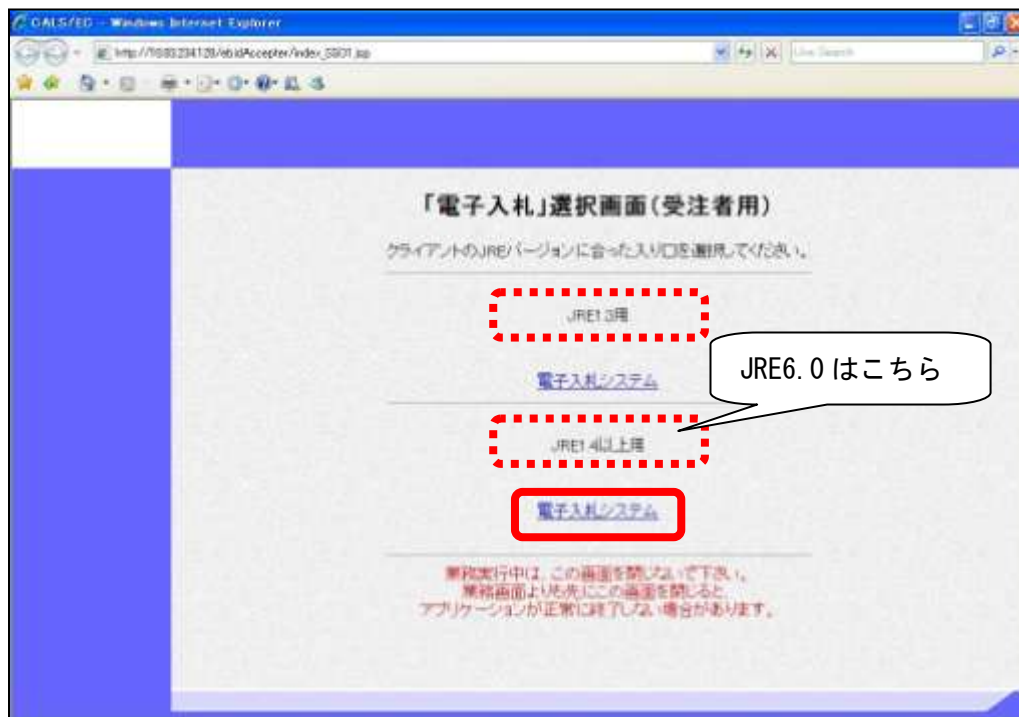 CALS/EC - Windows Internet Explorer
Live Search
「電子入札」選択画面(受注者用)
クライアントのJREバージョンに合った入り口を選択してください。
JRE1.3用
JRE6.0はこちら
電子入札システム
JRE1.4以上用
電子入札システム
業務実行中は、この画面を閉じないで下さい。
業務画面よりも先にこの画面を閉じると
アプリケーションが正常に終了しない場合があります。